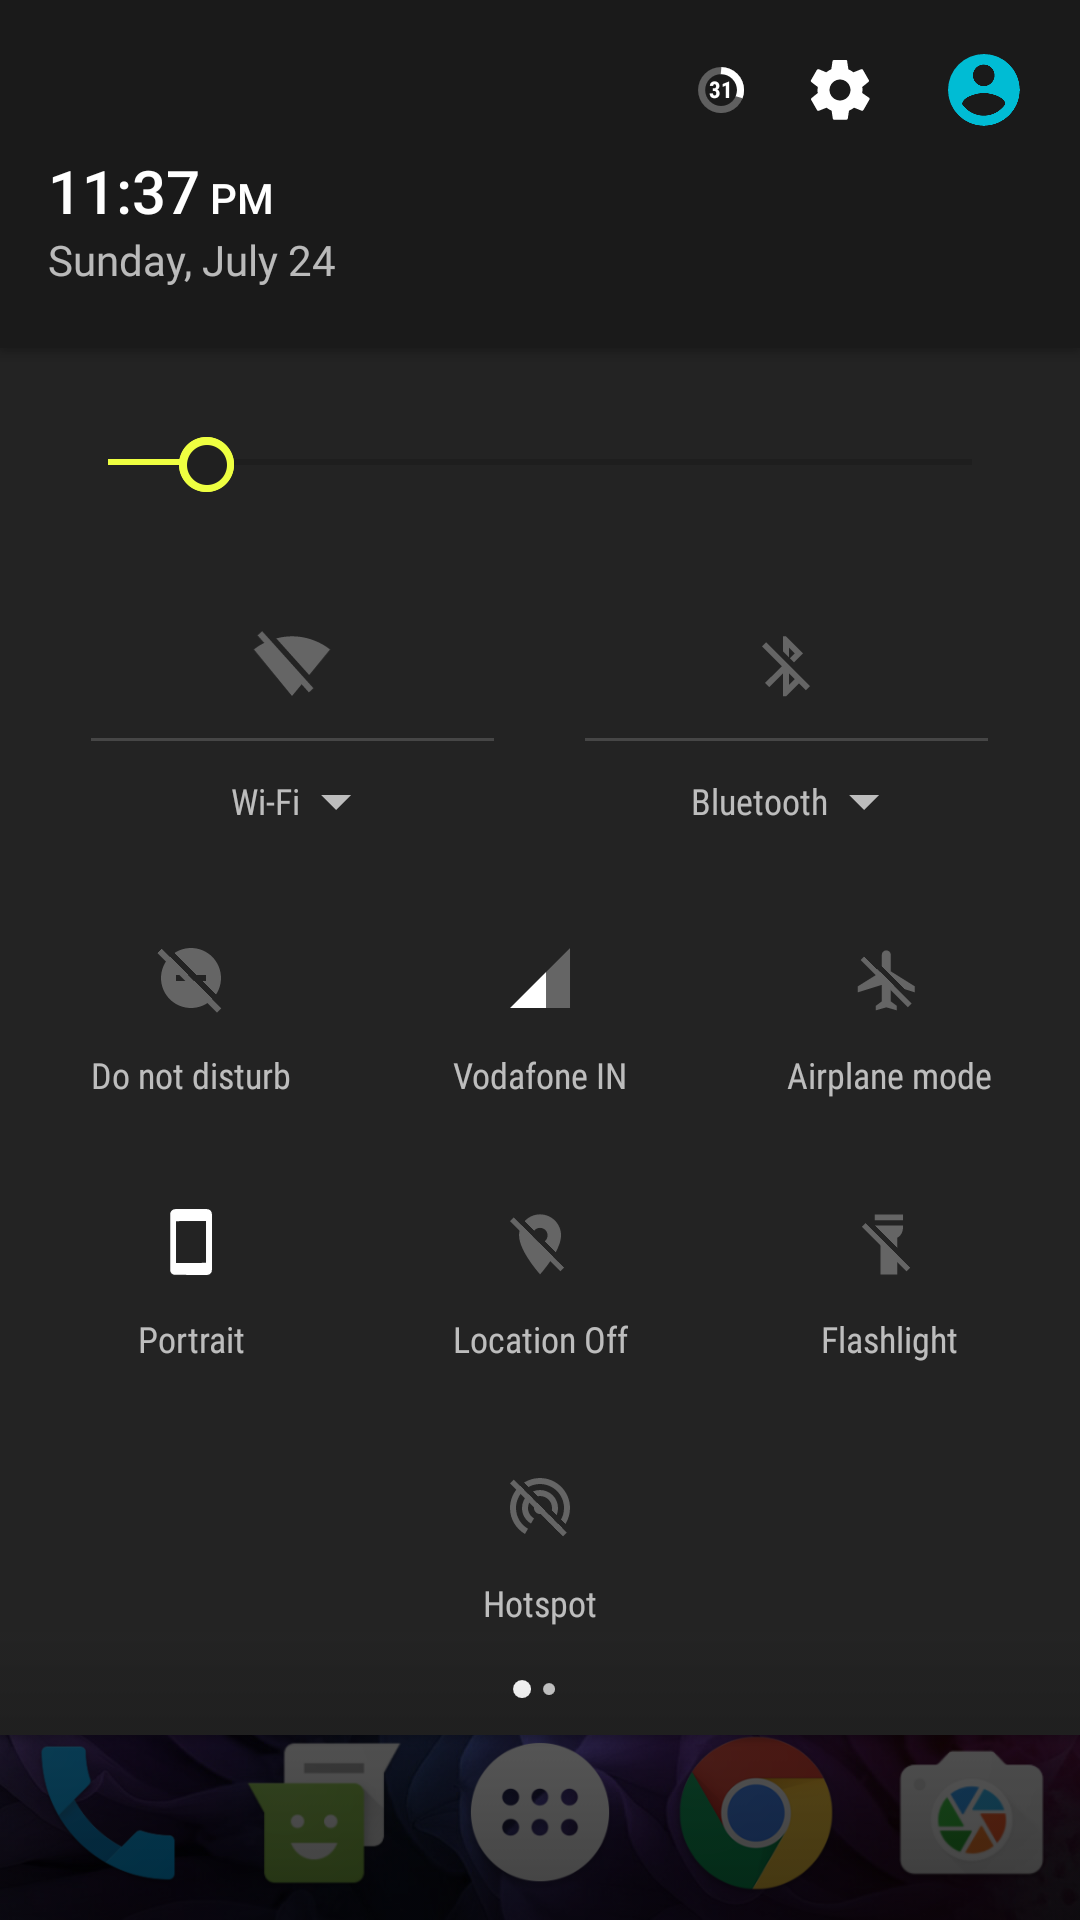 31
11:37 PM
Sunday, July 24
Wi-Fi
Bluetooth
Do not disturb
Vodafone IN
Airplane mode
Portrait
Location Off
Flashlight
Hotspot